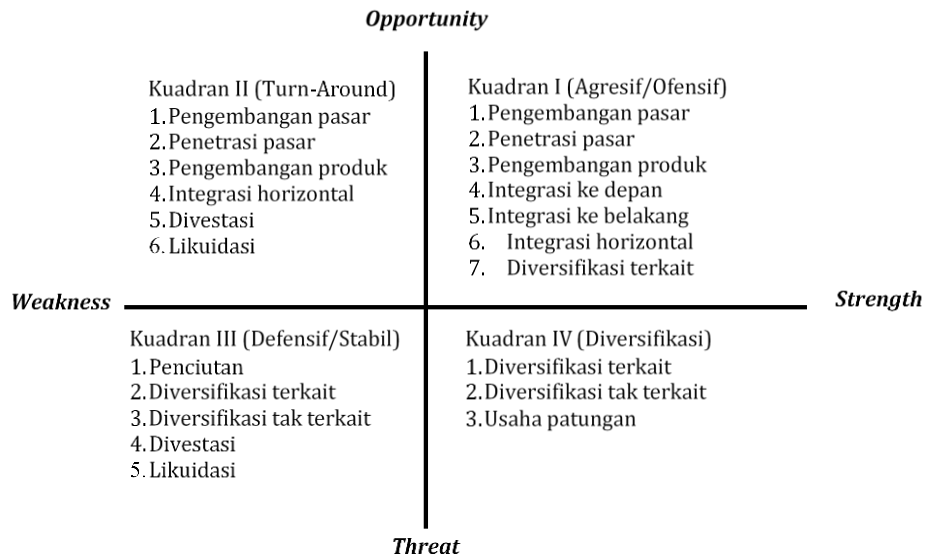 Opportunity
Kuadran II (Turn-Around)
1. Pengembangan pasar
2. Penetrasi pasar
3. Pengembangan produk
4. Integrasi horizontal
5. Divestasi
6. Likuidasi
Kuadran I (Agresif/Ofensif)
1. Pengembangan pasar
2. Penetrasi pasar
3. Pengembangan produk
4. Integrasi ke depan
5. Integrasi ke belakang
6. Integrasi horizontal
7. Diversifikasi terkait
Weakness
Strength
Kuadran III (Defensif/Stabil)
1. Penciutan
2. Diversifikasi terkait
3. Diversifikasi tak terkait
4. Divestasi
5. Likuidasi
Kuadran IV (Diversifikasi)
1. Diversifikasi terkait
2. Diversifikasi tak terkait
3. Usaha patungan
Threat